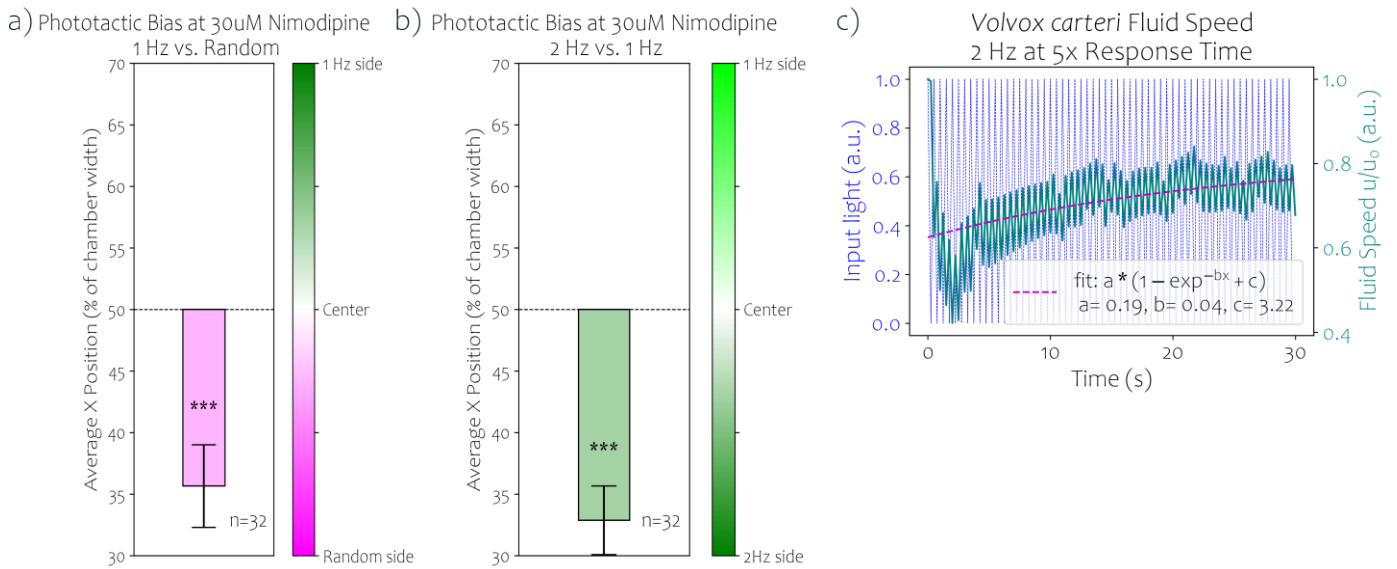 a)
Phototactic Bias at 30uM Nimodipine
1 Hz vs. Random
Average X Position (% of chamber width)
70
65
60
55
50
45
40
35
30
***
n=32
1 Hz side
Center
Random side
b)
Phototactic Bias at 30uM Nimodipine
2 Hz vs. 1 Hz
Average X Position (% of chamber width)
70
65
60
55
50
45
40
35
30
***
n=32
1 Hz side
Center
2Hz side
c)
Volvox carteri Fluid Speed
2 Hz at 5x Response Time
Input light (a.u.)
1.0
0.8
0.6
0.4
0.2
0.0
fit: a*(1−exp^-bx+c)
a= 0.19, b= 0.04, c= 3.22
0
10
20
30
Time (s)
1.0
0.8
0.6
0.4
Fluid Speed u/u₀ (a.u.)